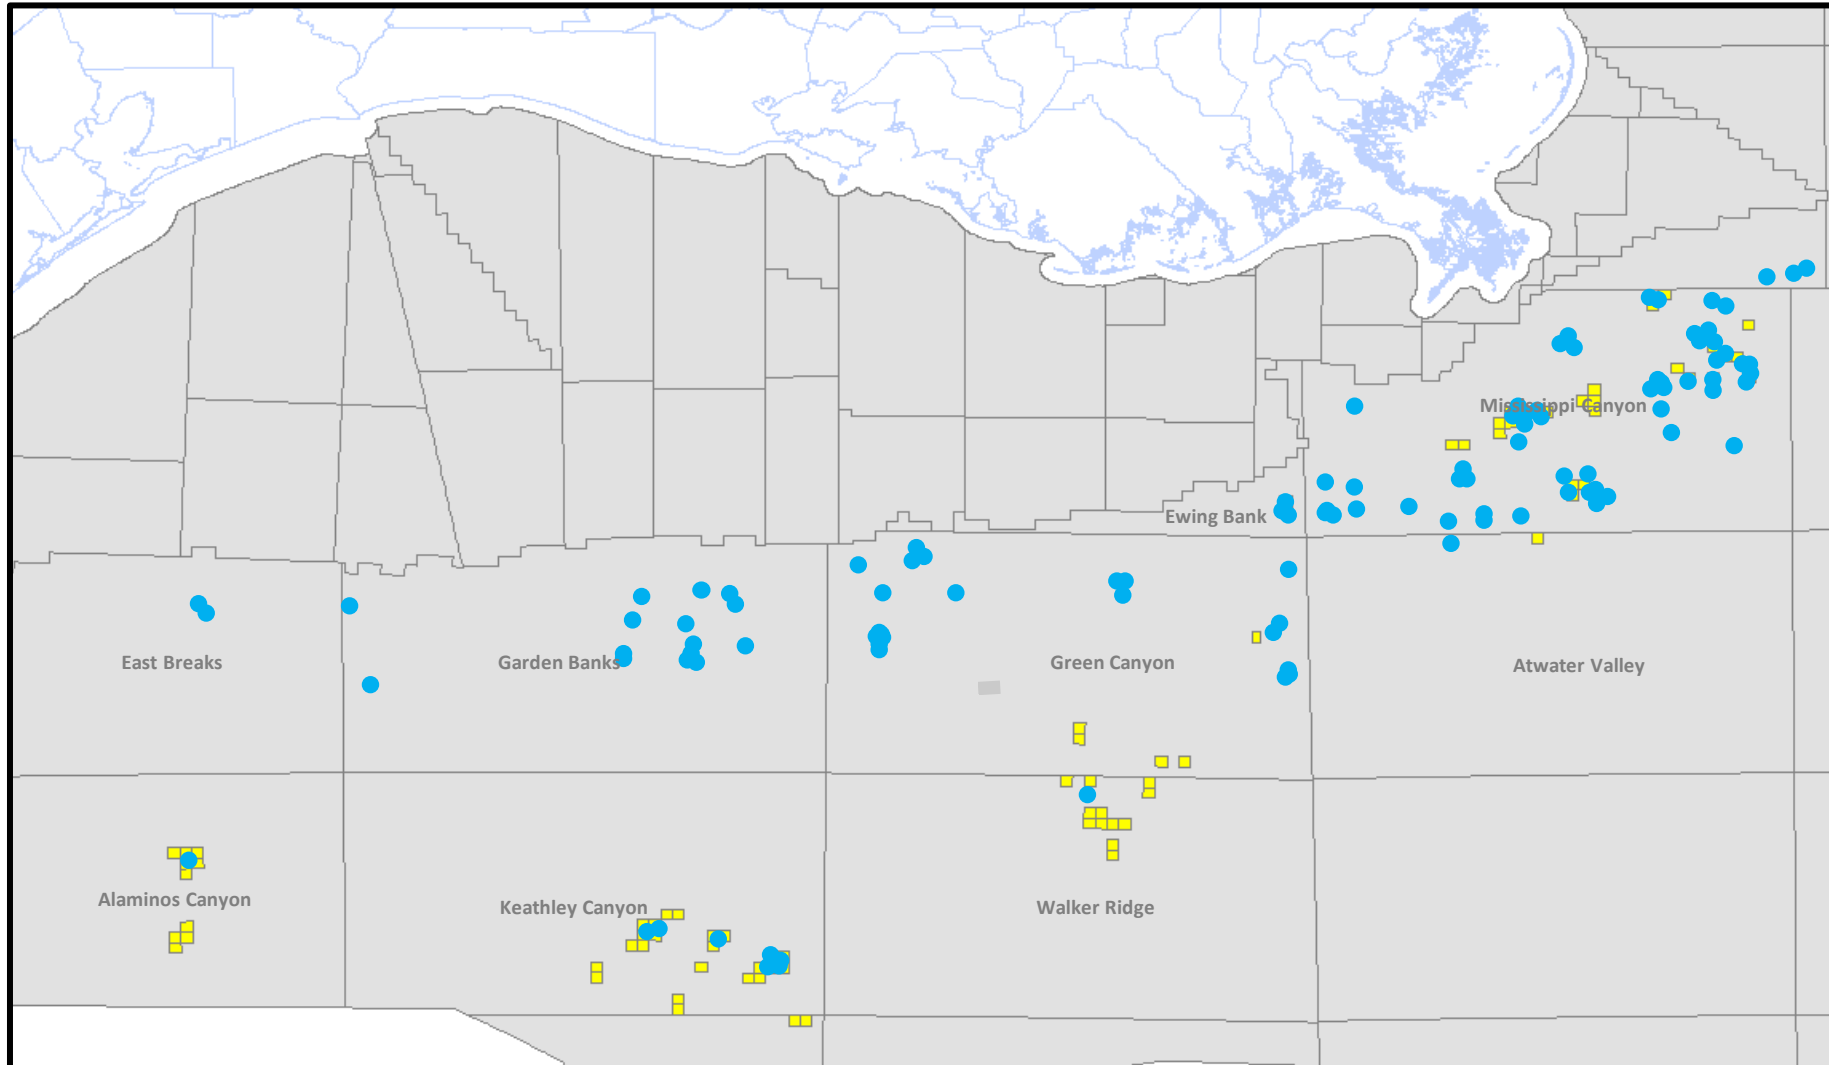 Mississippi Canyon
Ewing Bank
East Breaks
Garden Banks
Green Canyon
Atwater Valley
Alaminos Canyon
Keathley Canyon
Walker Ridge